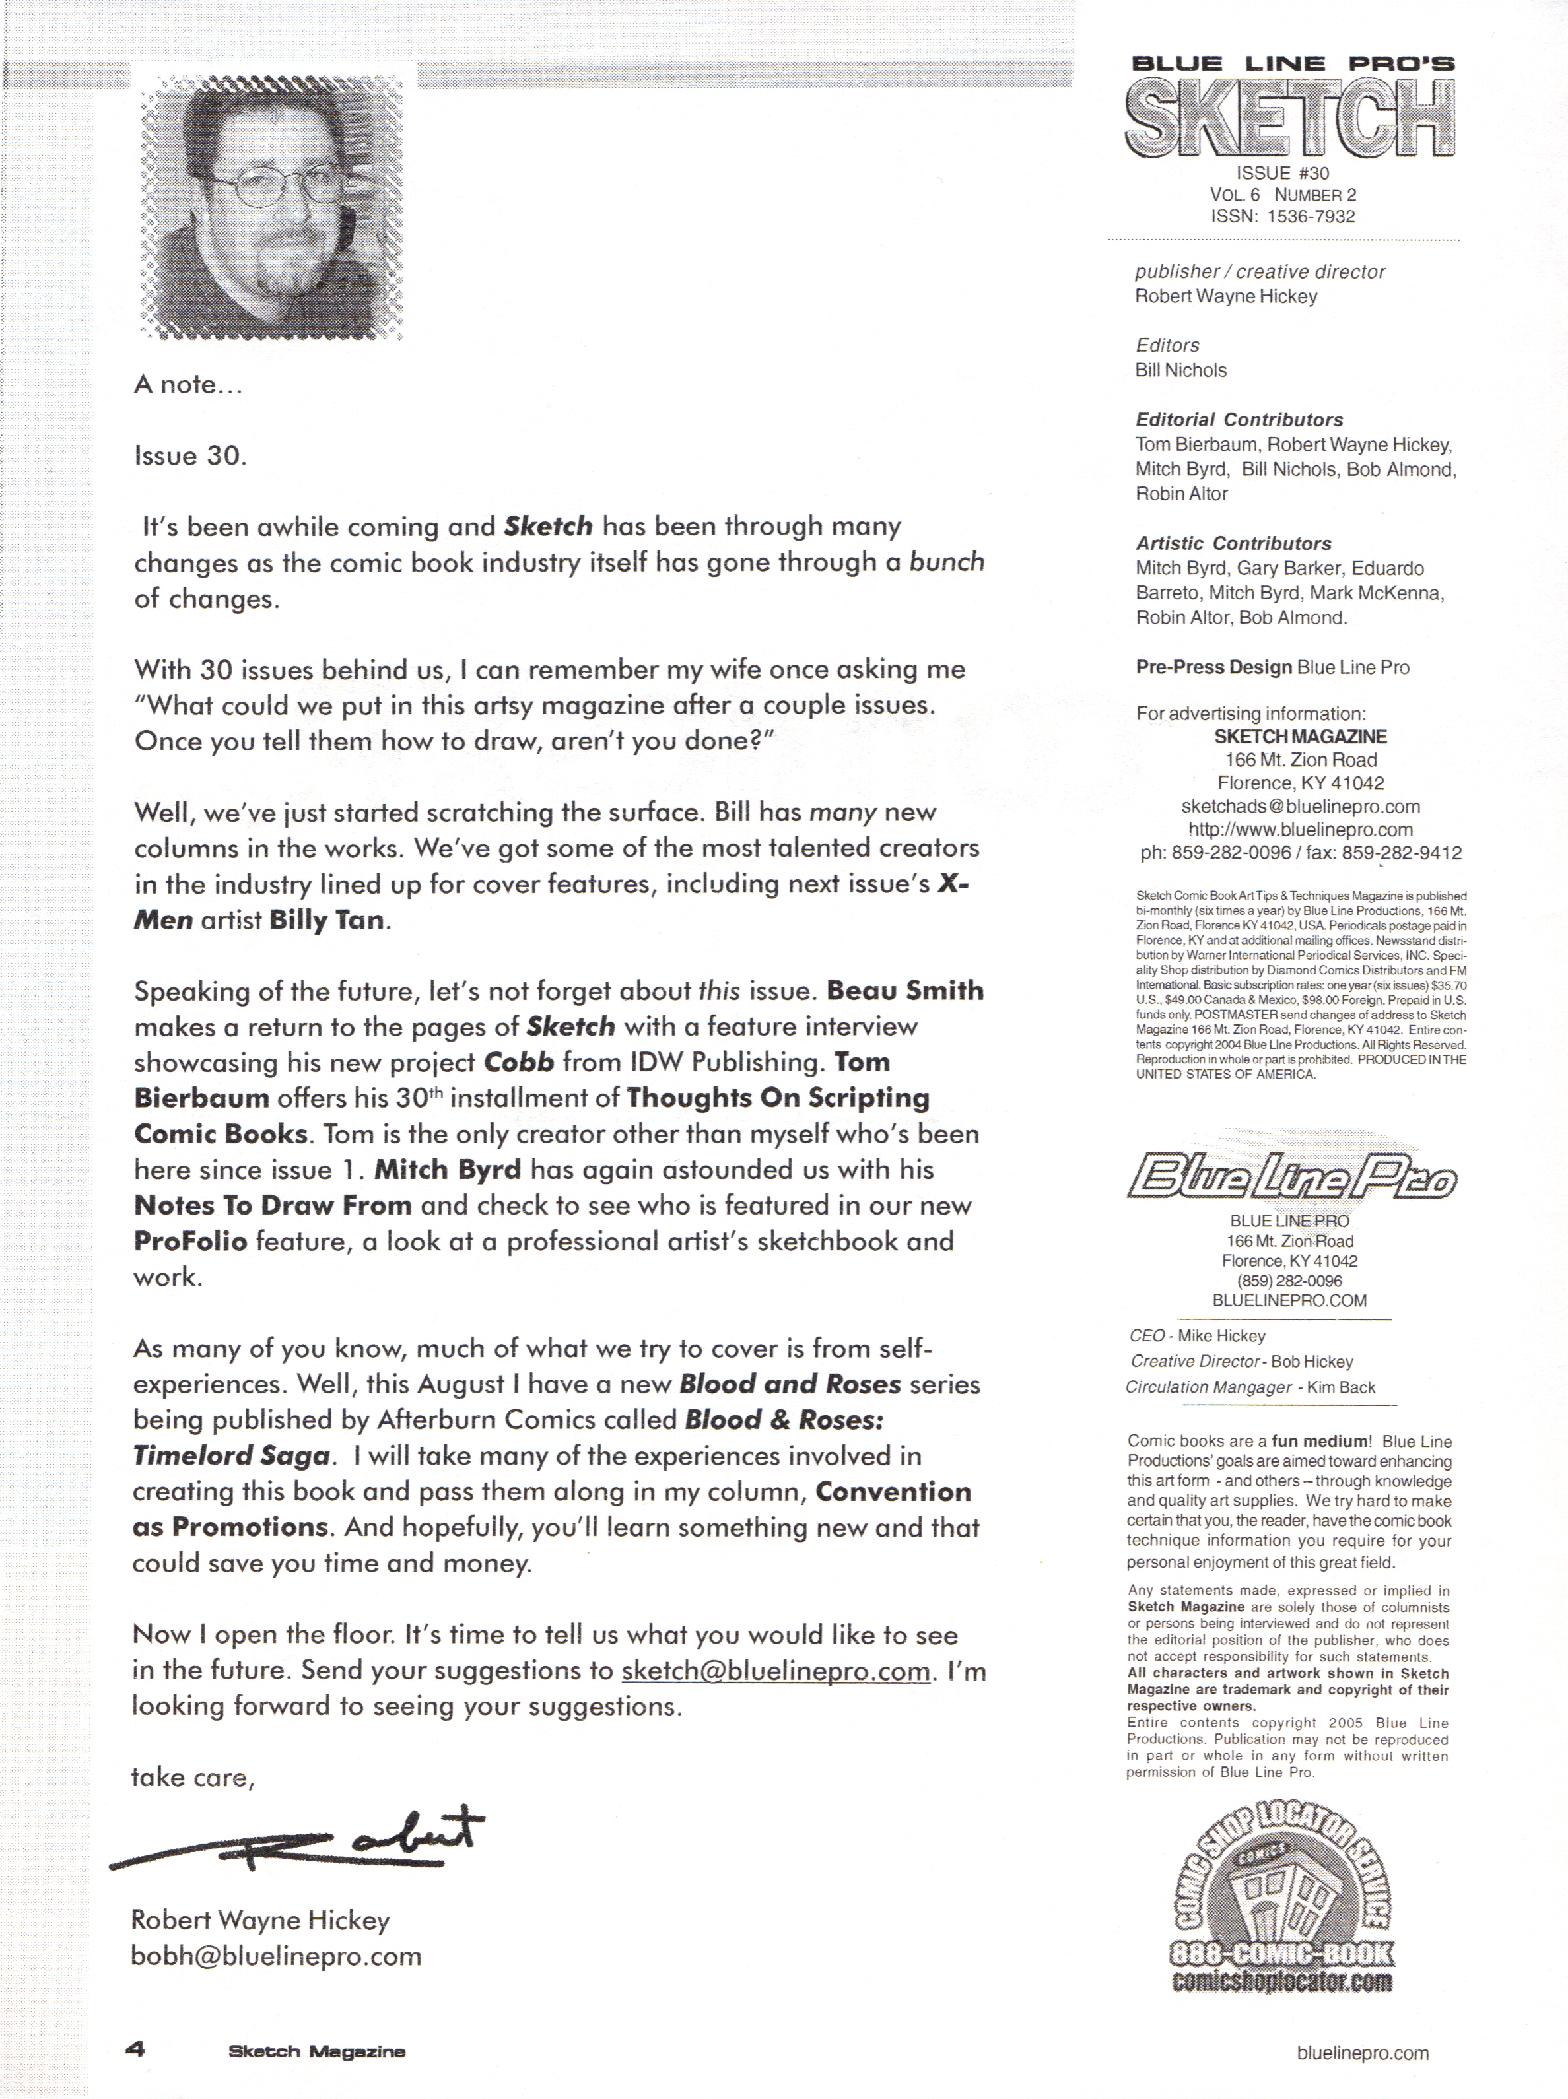 A note...
Issue 30.
It's been awhile coming and Sketch has been through many
changes as the comic book industry itself has gone through a bunch
of changes.
With 30 issues behind us, I can remember my wife once asking me
"What could we put in this artsy magazine after a couple issues.
Once you tell them how to draw, aren't you done?"
Well, we've just started scratching the surface. Bill has many new
columns in the works. We've got some of the most talented creators
in the industry lined up for cover features, including next issue's X-
Men artist Billy Tan.
Speaking of the future, let's not forget about this issue. Beau Smith
makes a return to the pages of Sketch with a feature interview
showcasing his new project Cobb from IDW Publishing. Tom
Bierbaum offers his 30th installment of Thoughts On Scripting
Comic Books. Tom is the only creator other than myself who's been
here since issue 1. Mitch Byrd has again astounded us with his
Notes To Draw From and check to see who is featured in our new
ProFolio feature, a look at a professional artist's sketchbook and
work.
As many of you know, much of what we try to cover is from self-
experiences. Well, this August I have a new Blood and Roses series
being published by Afterburn Comics called Blood & Roses:
Timelord Saga. I will take many of the experiences involved in
creating this book and pass them along in my column, Convention
as Promotions. And hopefully, you'll learn something new and that
could save you time and money.
Now I open the floor. It's time to tell us what you would like to see
in the future. Send your suggestions to sketch@bluelinepro.com. I'm
looking forward to seeing your suggestions.
take care,
Robert
Robert Wayne Hickey
bobh@bluelinepro.com
4 Sketch Magazine
BLUE LINE PRO'S
SKETCH
ISSUE #30
VOL. 6 NUMBER 2
ISSN: 1536-7932
publisher / creative director
Robert Wayne Hickey
Editors
Bill Nichols
Editorial Contributors
Tom Bierbaum, Robert Wayne Hickey,
Mitch Byrd, Bill Nichols, Bob Almond,
Robin Altor
Artistic Contributors
Mitch Byrd, Gary Barker, Eduardo
Barreto, Mitch Byrd, Mark McKenna,
Robin Altor, Bob Almond.
Pre-Press Design Blue Line Pro
For advertising information:
SKETCH MAGAZINE
166 Mt. Zion Road
Florence, KY 41042
sketchads@bluelinepro.com
http://www.bluelinepro.com
ph: 859-282-0096 / fax: 859-282-9412
Sketch Comic Book Art Tips & Techniques Magazine is published
bi-monthly (six times a year) by Blue Line Productions, 166 Mt.
Zion Road, Florence KY 41042, USA. Periodicals postage paid in
Florence, KY and at additional mailing offices. Newsstand distri-
bution by Warner International Periodical Services, INC. Speci-
ality Shop distribution by Diamond Comics Distributors and FM
International. Basic subscription rates: one year (six issues) $35.70
U.S., $49.00 Canada & Mexico, $98.00 Foreign. Prepaid in U.S.
funds only. POSTMASTER send changes of address to Sketch
Magazine 166 Mt. Zion Road, Florence, KY 41042. Entire con-
tents copyright 2004 Blue Line Productions. All Rights Reserved.
Reproduction in whole or part is prohibited. PRODUCED IN THE
UNITED STATES OF AMERICA.
Blue Line Pro
BLUE LINE PRO
166 Mt. Zion Road
Florence, KY 41042
(859) 282-0096
BLUELINEPRO.COM
CEO - Mike Hickey
Creative Director - Bob Hickey
Circulation Mangager - Kim Back
Comic books are a fun medium! Blue Line
Productions' goals are aimed toward enhancing
this art form - and others – through knowledge
and quality art supplies. We try hard to make
certain that you, the reader, have the comic book
technique information you require for your
personal enjoyment of this great field.
Any statements made, expressed or implied in
Sketch Magazine are solely those of columnists
or persons being interviewed and do not represent
the editorial position of the publisher, who does
not accept responsibility for such statements.
All characters and artwork shown in Sketch
Magazine are trademark and copyright of their
respective owners.
Entire contents copyright 2005 Blue Line
Productions. Publication may not be reproduced
in part or whole in any form without written
permission of Blue Line Pro.
COMIC SHOP LOCATOR SERVICE
COMICS
888-COMIC-BOOK
comicshoplocator.com
bluelinepro.com